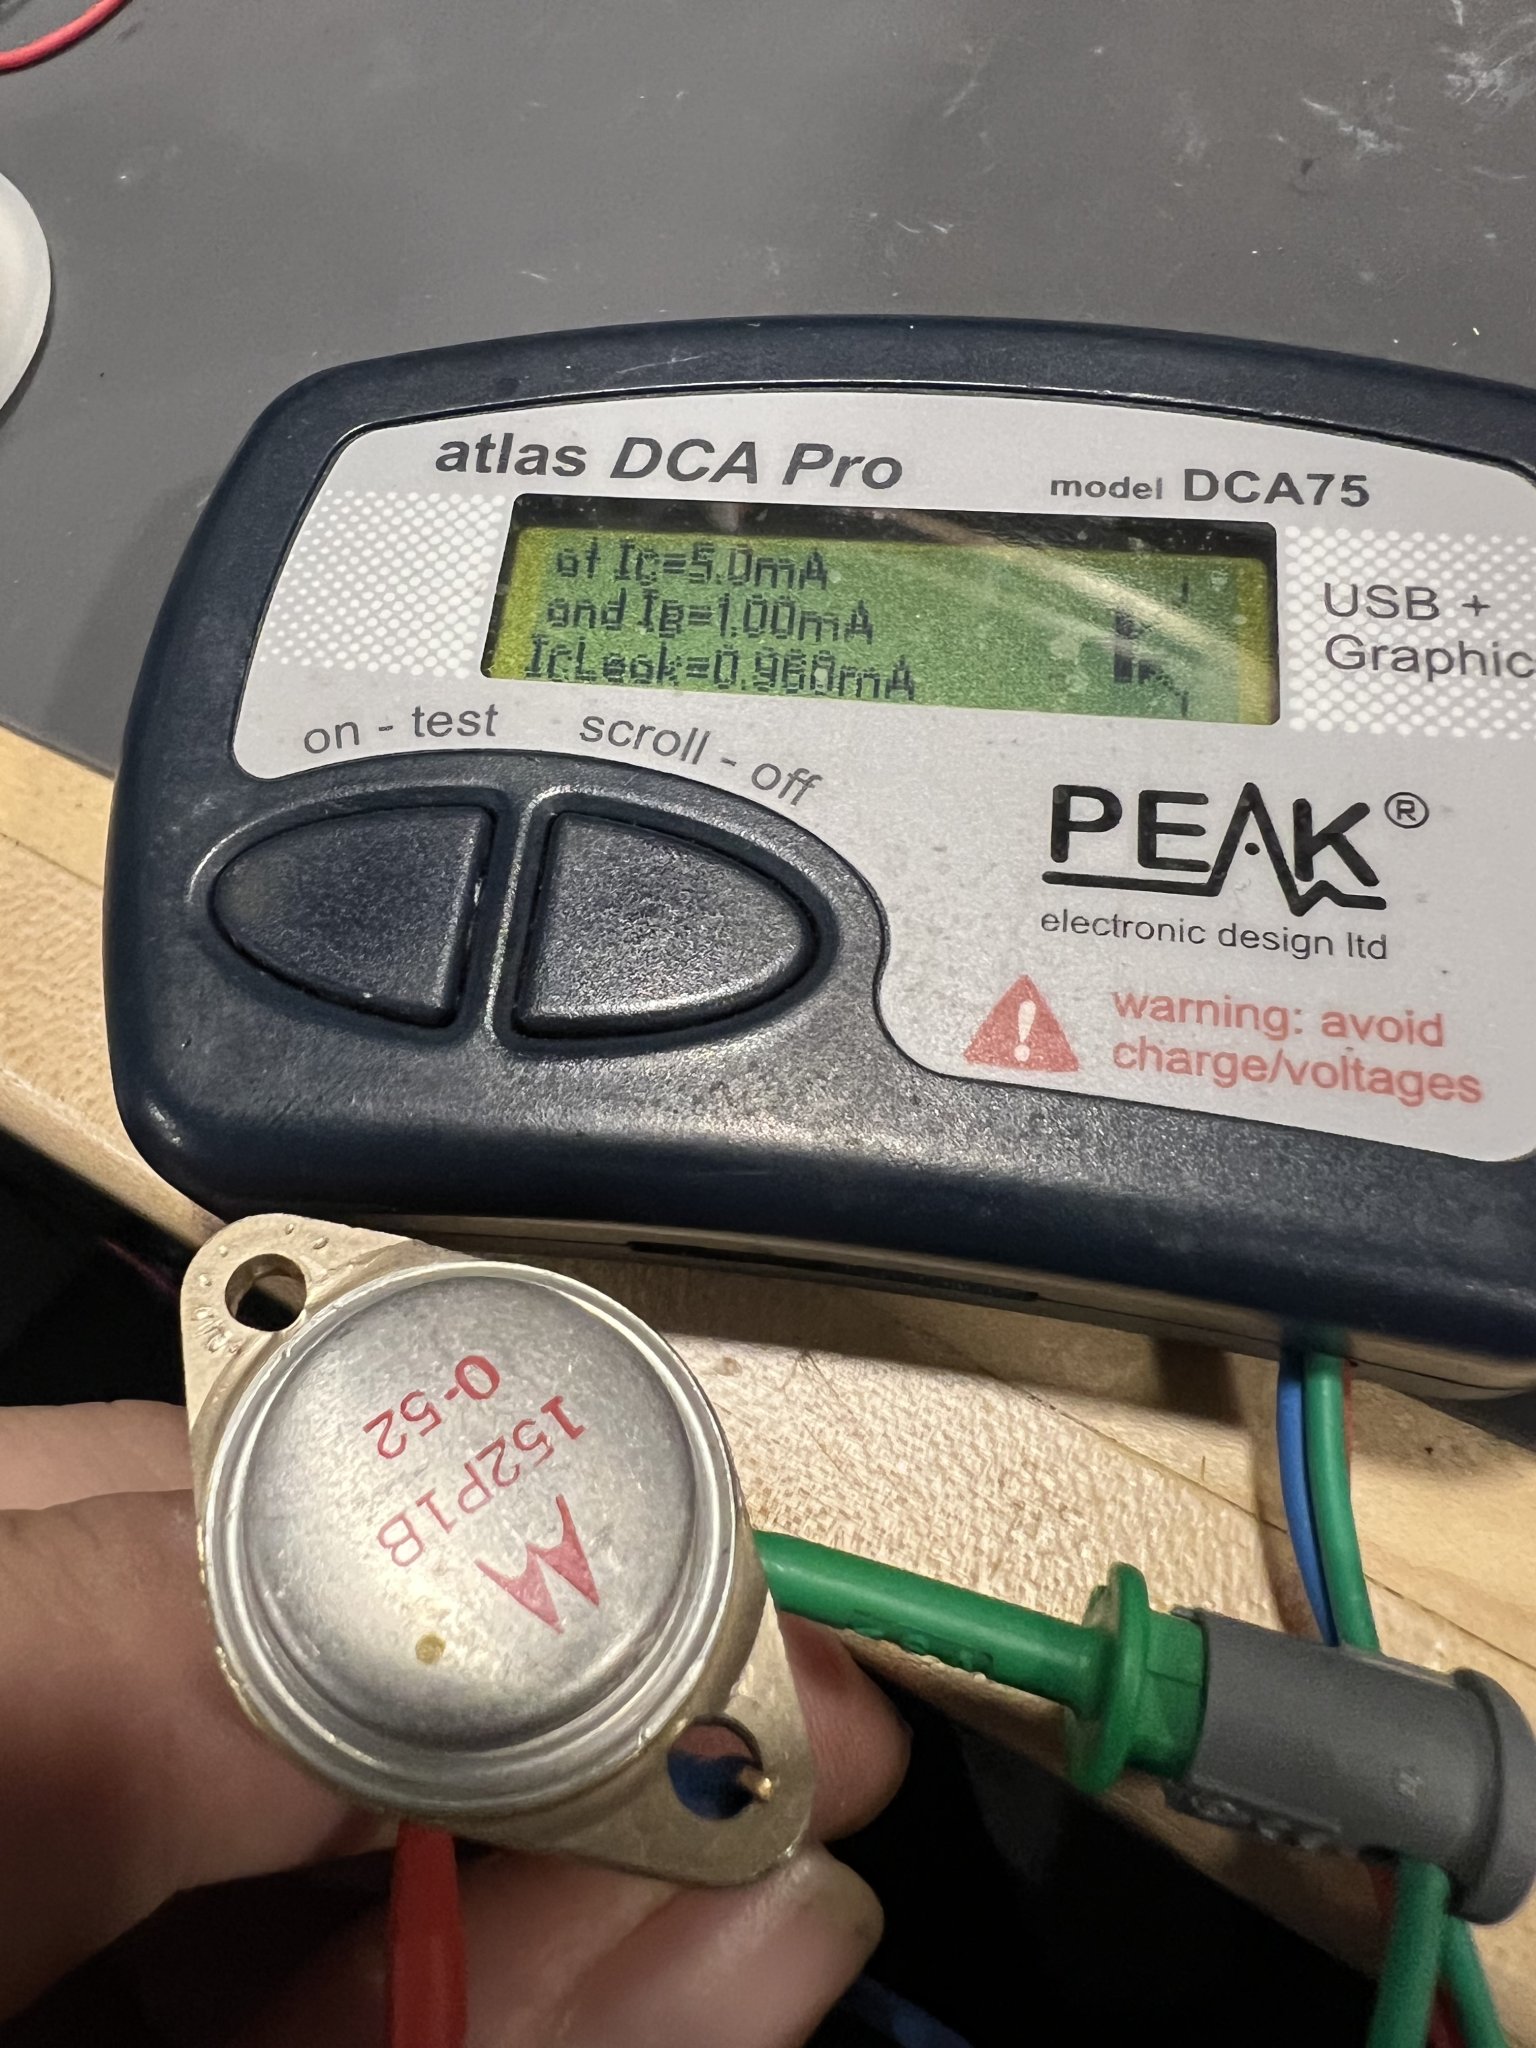 atlas DCA Pro
model DCA75
at Ic=5.0mA
and IB=1.00mA
IcLeak=0.960mA
USB +
Graphic
on - test
scroll - off
PEAK®
electronic design ltd
warning: avoid
charge/voltages
152P1B
0-52